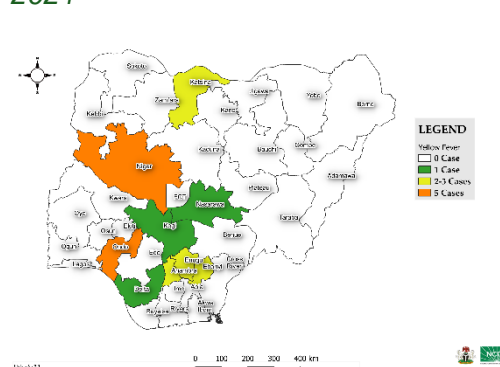 Sokoto
Katsina
Jigawa
Yobe
Borno
Zamfara
Kano
Kebbi
Kaduna
Bauchi
Gombe
Adamawa
Niger
Plateau
Kwara
FCT
Nasarawa
Taraba
Oyo
Ekiti
Kogi
Osun
Benue
Ogun
Ondo
Edo
Enugu
Cross
River
Lagos
Anambra
Ebonyi
Delta
Imo
Abia
Bayelsa
Rivers
Akwa
Ibom
LEGEND
Yellow Fever
0 Case
1 Case
2-3 Cases
5 Cases
0 100 200 300 400 km